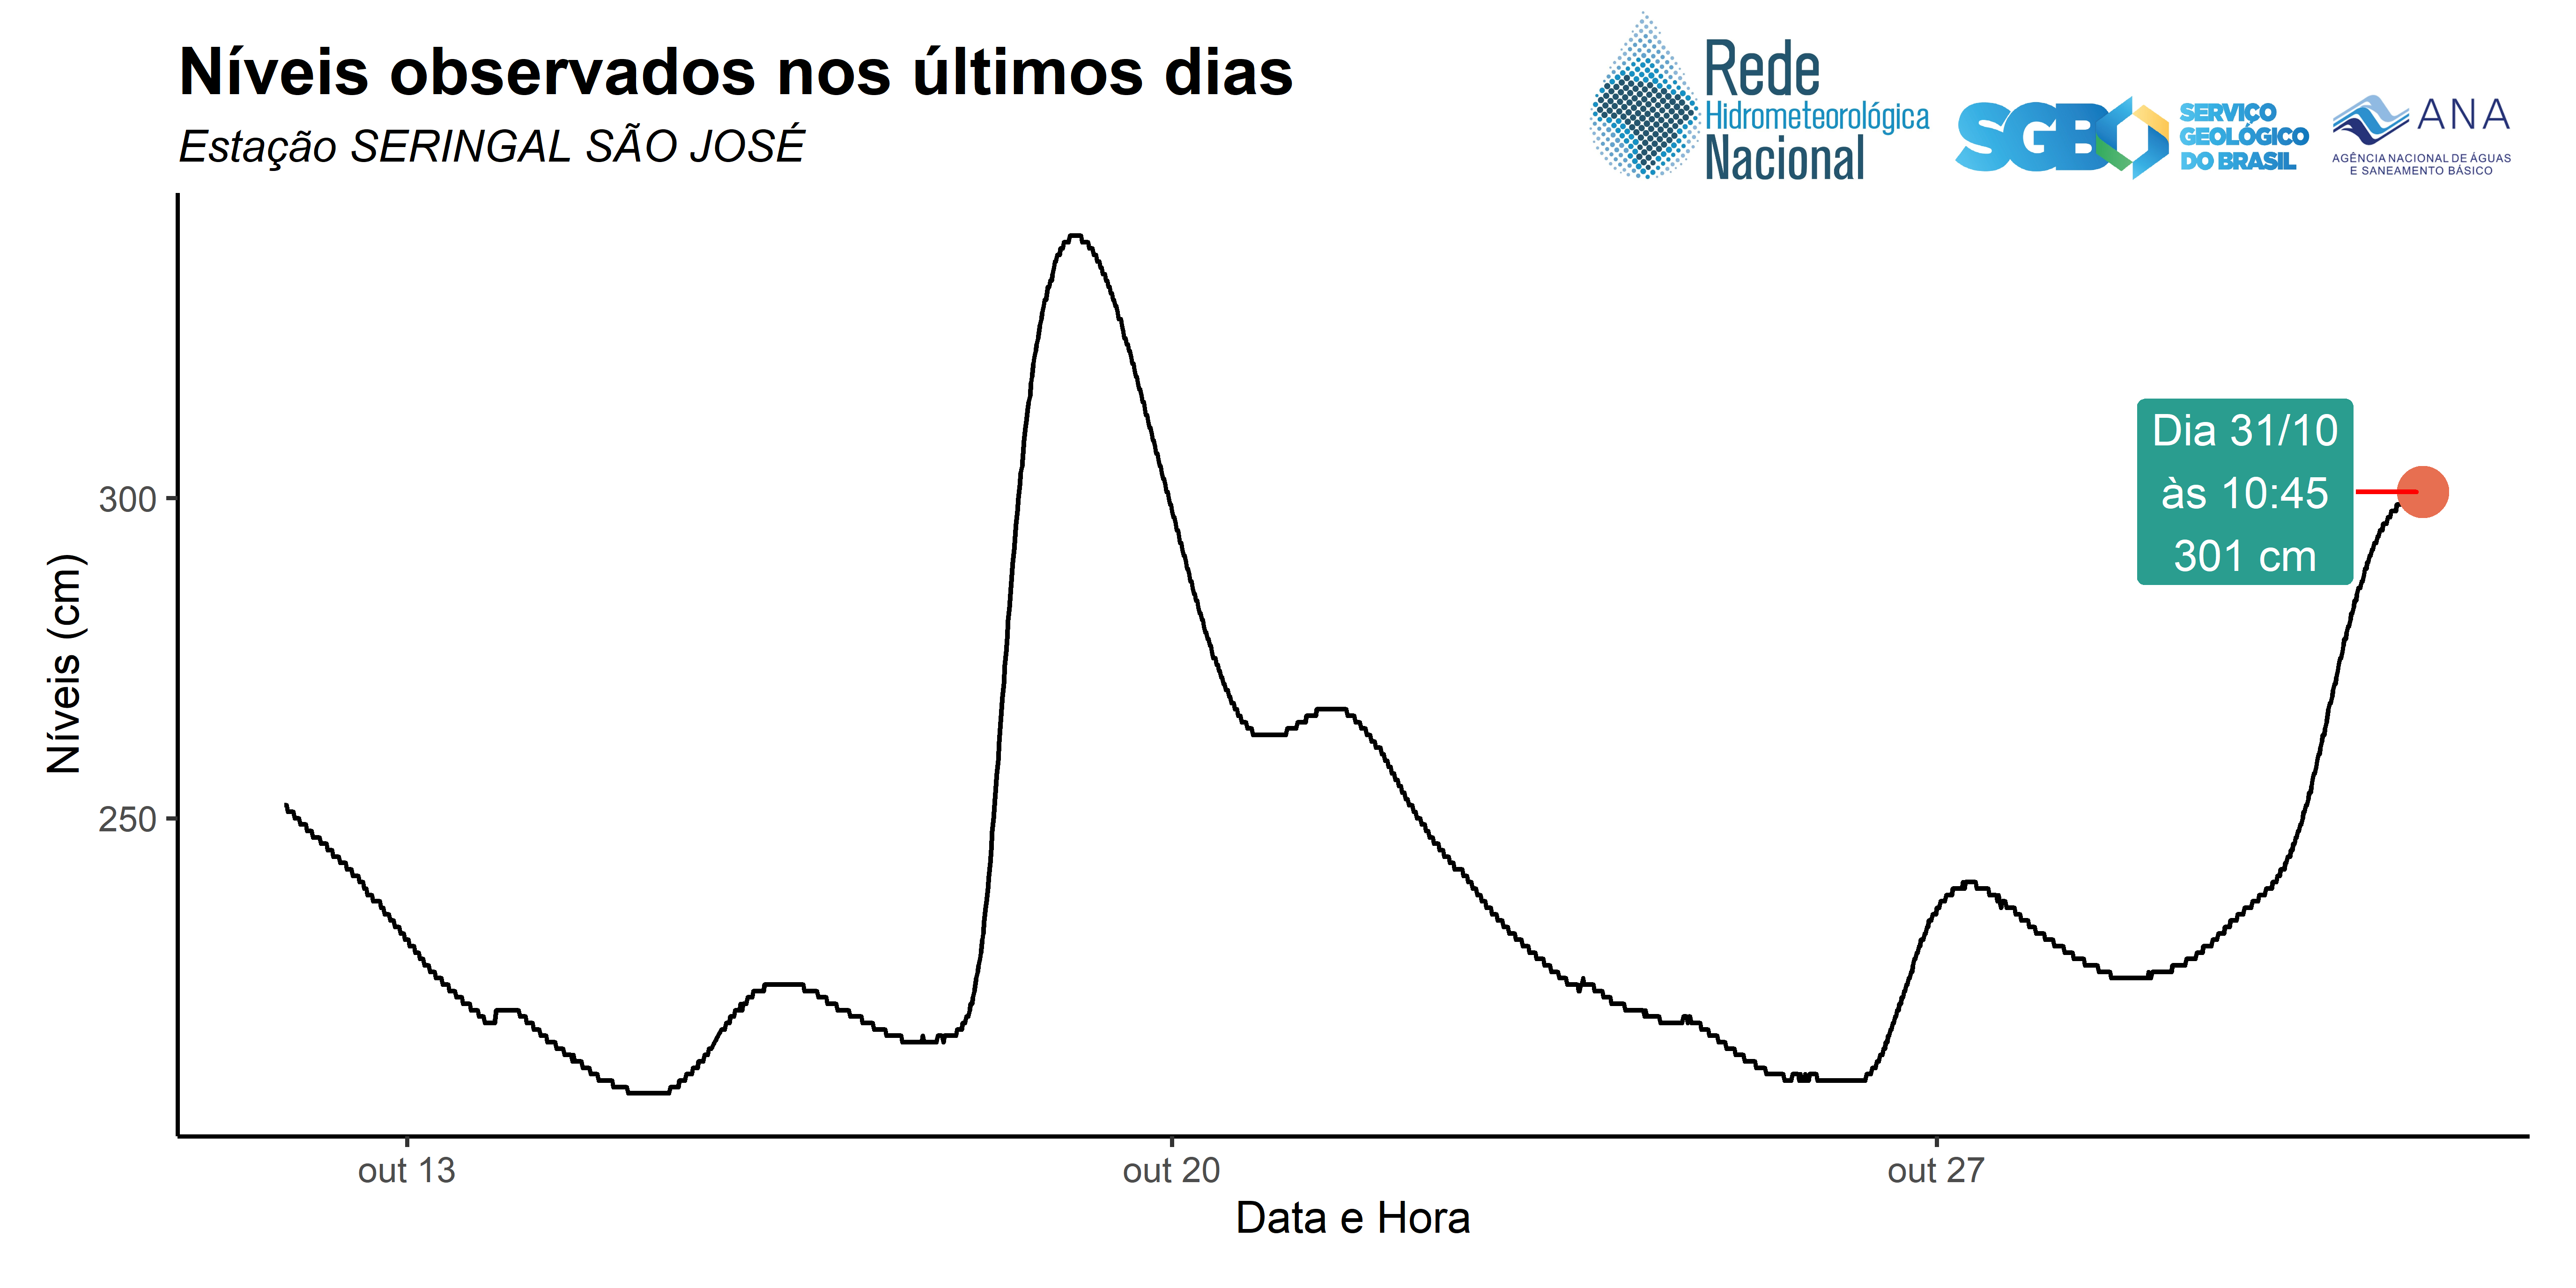 Níveis observados nos últimos dias
Estação SERINGAL SÃO JOSÉ
Rede
Hidrometeorológica
Nacional
SGB
SERVIÇO
GEOLÓGICO
DO BRASIL
ANA
AGÊNCIA NACIONAL DE ÁGUAS
E SANEAMENTO BÁSICO
Níveis (cm)
300
250
Dia 31/10
às 10:45
301 cm
out 13
out 20
out 27
Data e Hora